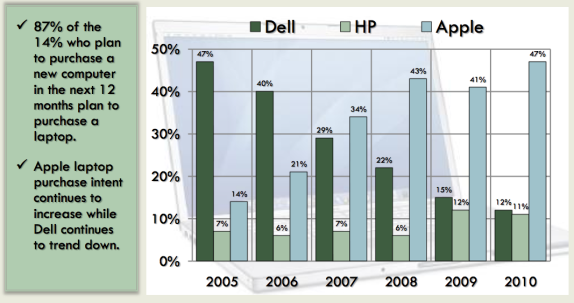 ✓ 87% of the
14% who plan
to purchase a
new computer
in the next 12
months plan to
purchase a
laptop.
✓ Apple laptop
purchase intent
continues to
increase while
Dell continues
to trend down.
Dell HP Apple
50%
40%
30%
20%
10%
0%
47% 7% 14%
40% 6% 21%
29% 7% 34%
22% 6% 43%
15% 12% 41%
12% 11% 47%
2005 2006 2007 2008 2009 2010